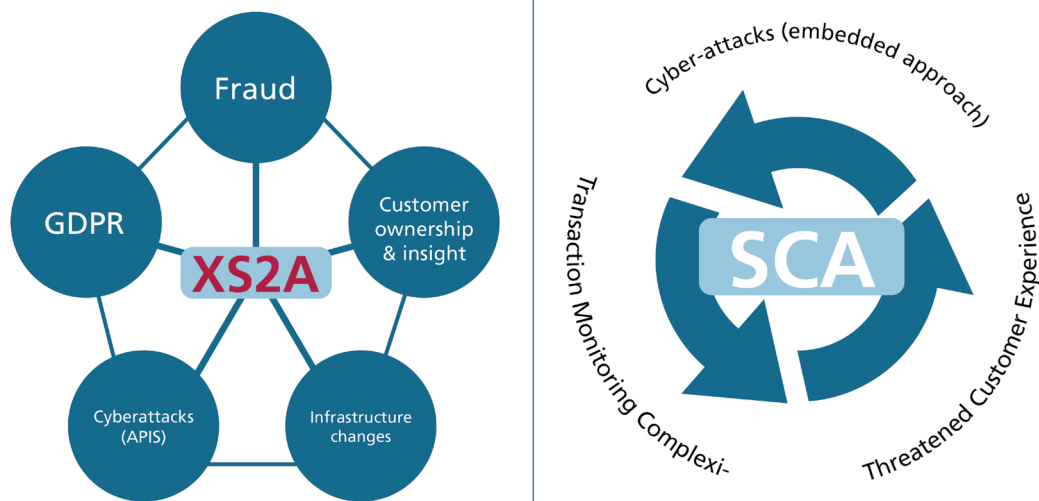 Fraud
GDPR
Customer
ownership
& insight
XS2A
Cyberattacks
(APIS)
Infrastructure
changes
Cyber-attacks (embedded approach)
Transaction Monitoring Complexi-
SCA
Threatened Customer Experience